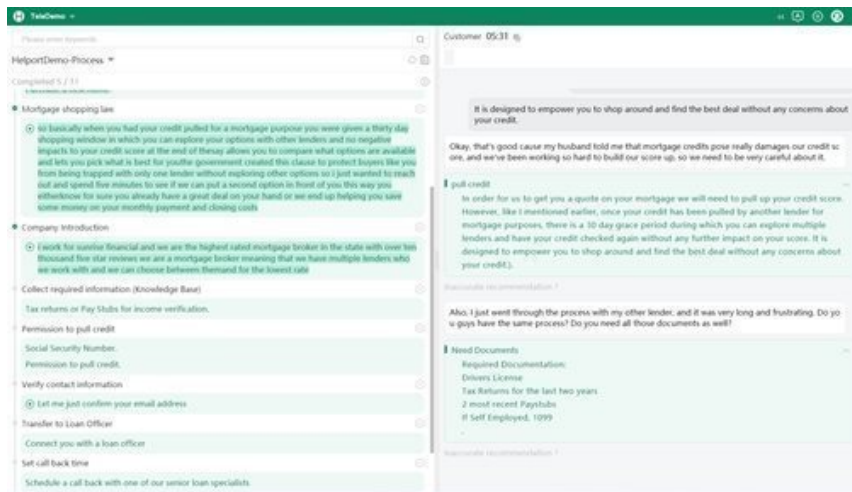 TeleDemo
Please enter keywords
HelportDemo-Process
Completed 5 / 31
Mortgage shopping law
so basically when you had your credit pulled for a mortgage purpose you were given a thirty day
shopping window in which you can explore your options with other lenders and no negative
impacts to your credit score at the end of thesay allows you to compare what options are available
and lets you pick what is best for youthe government created this clause to protect buyers like you
from being trapped with only one lender without exploring other options so i just wanted to reach
out and spend five minutes to see if we can put a second option in front of you this way you
eitherknow for sure you already have a great deal on your hand or we end up helping you save
some money on your monthly payment and closing costs
Company Introduction
i work for sunrise financial and we are the highest rated mortgage broker in the state with over ten
thousand five star reviews we are a mortgage broker meaning that we have multiple lenders who
we work with and we can choose between themand for the lowest rate
Collect required information (Knowledge Base)
Tax returns or Pay Stubs for income verification.
Permission to pull credit
Social Security Number.
Permission to pull credit.
Verify contact information
Let me just confirm your email address
Transfer to Loan Officer
Connect you with a loan officer
Set call back time
Schedule a call back with one of our senior loan specialists
Customer 05:31
It is designed to empower you to shop around and find the best deal without any concerns about
your credit.
Okay, that's good cause my husband told me that mortgage credits pose really damages our credit sc
ore, and we've been working so hard to build our score up, so we need to be very careful about it.
pull credit
In order for us to get you a quote on your mortgage we will need to pull up your credit score.
However, like I mentioned earlier, once your credit has been pulled by another lender for
mortgage purposes, there is a 30 day grace period during which you can explore multiple
lenders and have your credit checked again without any further impact on your score. It is
designed to empower you to shop around and find the best deal without any concerns about
your credit.).
Inaccurate recommendation ?
Also, I just went through the process with my other lender, and it was very long and frustrating. Do yo
u guys have the same process? Do you need all those documents as well?
Need Documents
Required Documentation:
Drivers License
Tax Returns for the last two years
2 most recent Paystubs
If Self Employed, 1099
.
Inaccurate recommendation ?